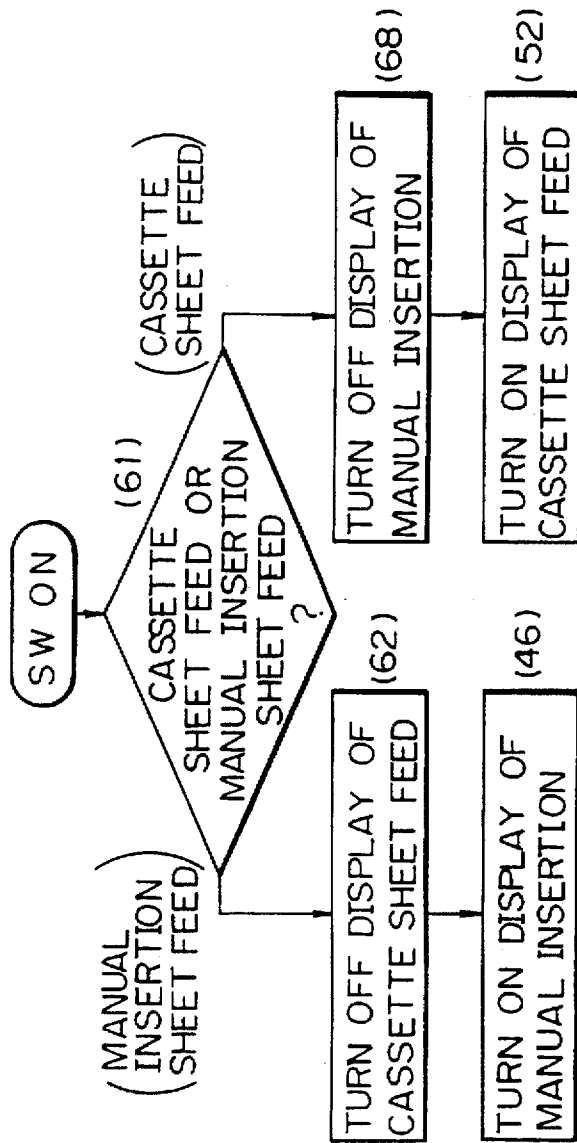 SW ON
(61)
CASSETTE
SHEET FEED OR
MANUAL INSERTION
SHEET FEED
?
(MANUAL
INSERTION
SHEET FEED)
(CASSETTE
SHEET FEED)
(62)
TURN OFF DISPLAY OF
CASSETTE SHEET FEED
(46)
TURN ON DISPLAY OF
MANUAL INSERTION
(68)
TURN OFF DISPLAY OF
MANUAL INSERTION
(52)
TURN ON DISPLAY OF
CASSETTE SHEET FEED